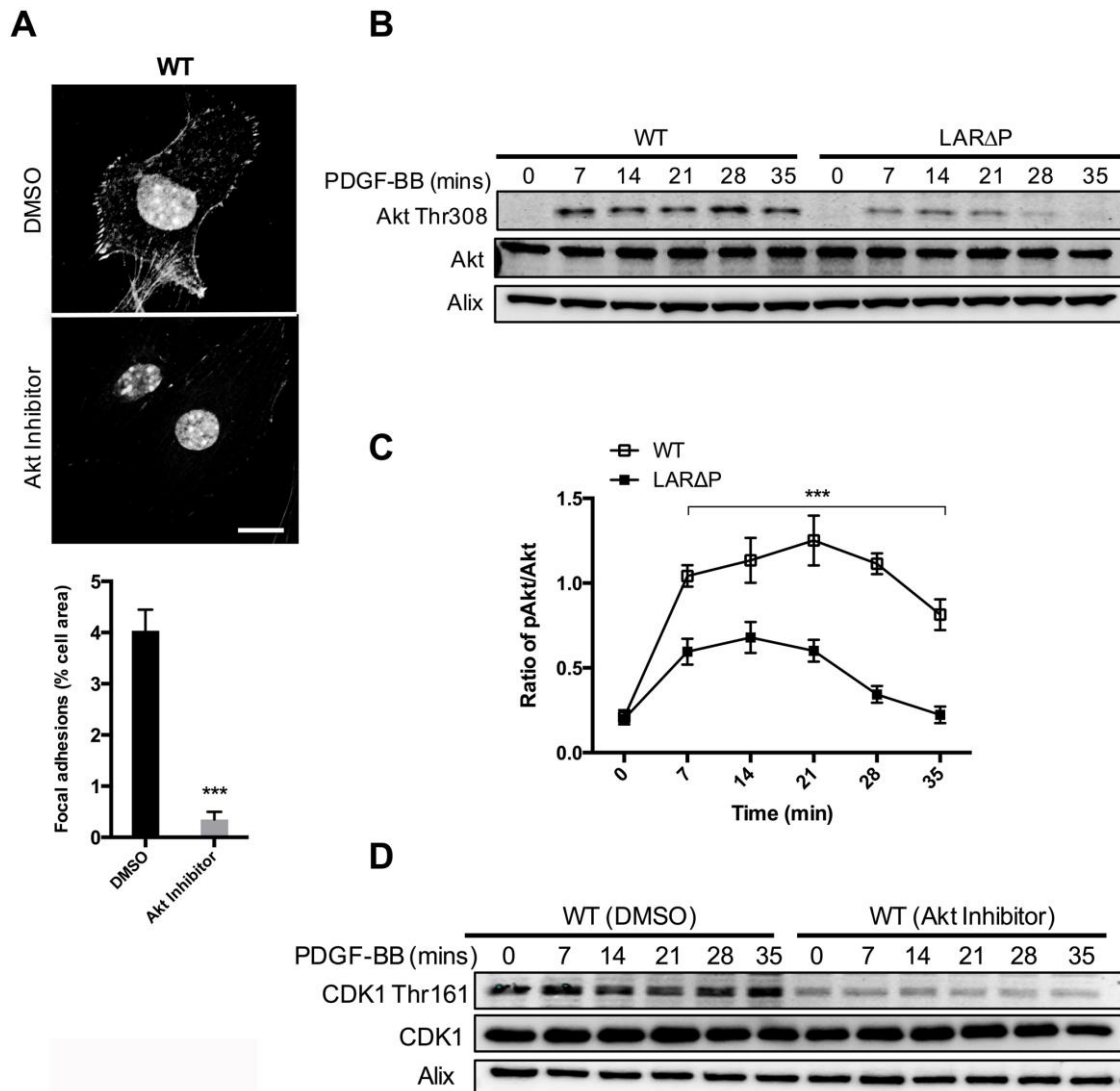 A
WT
DMSO
Akt Inhibitor
Focal adhesions (% cell area)
5
4
3
2
1
0
***
DMSO
Akt Inhibitor
B
WT LARΔP
PDGF-BB (mins) 0 7 14 21 28 35 0 7 14 21 28 35
Akt Thr308
Akt
Alix
C
WT
LARΔP
***
Ratio of pAkt/Akt
1.5
1.0
0.5
0.0
0 7 14 21 28 35
Time (min)
D
WT (DMSO) WT (Akt Inhibitor)
PDGF-BB (mins) 0 7 14 21 28 35 0 7 14 21 28 35
CDK1 Thr161
CDK1
Alix